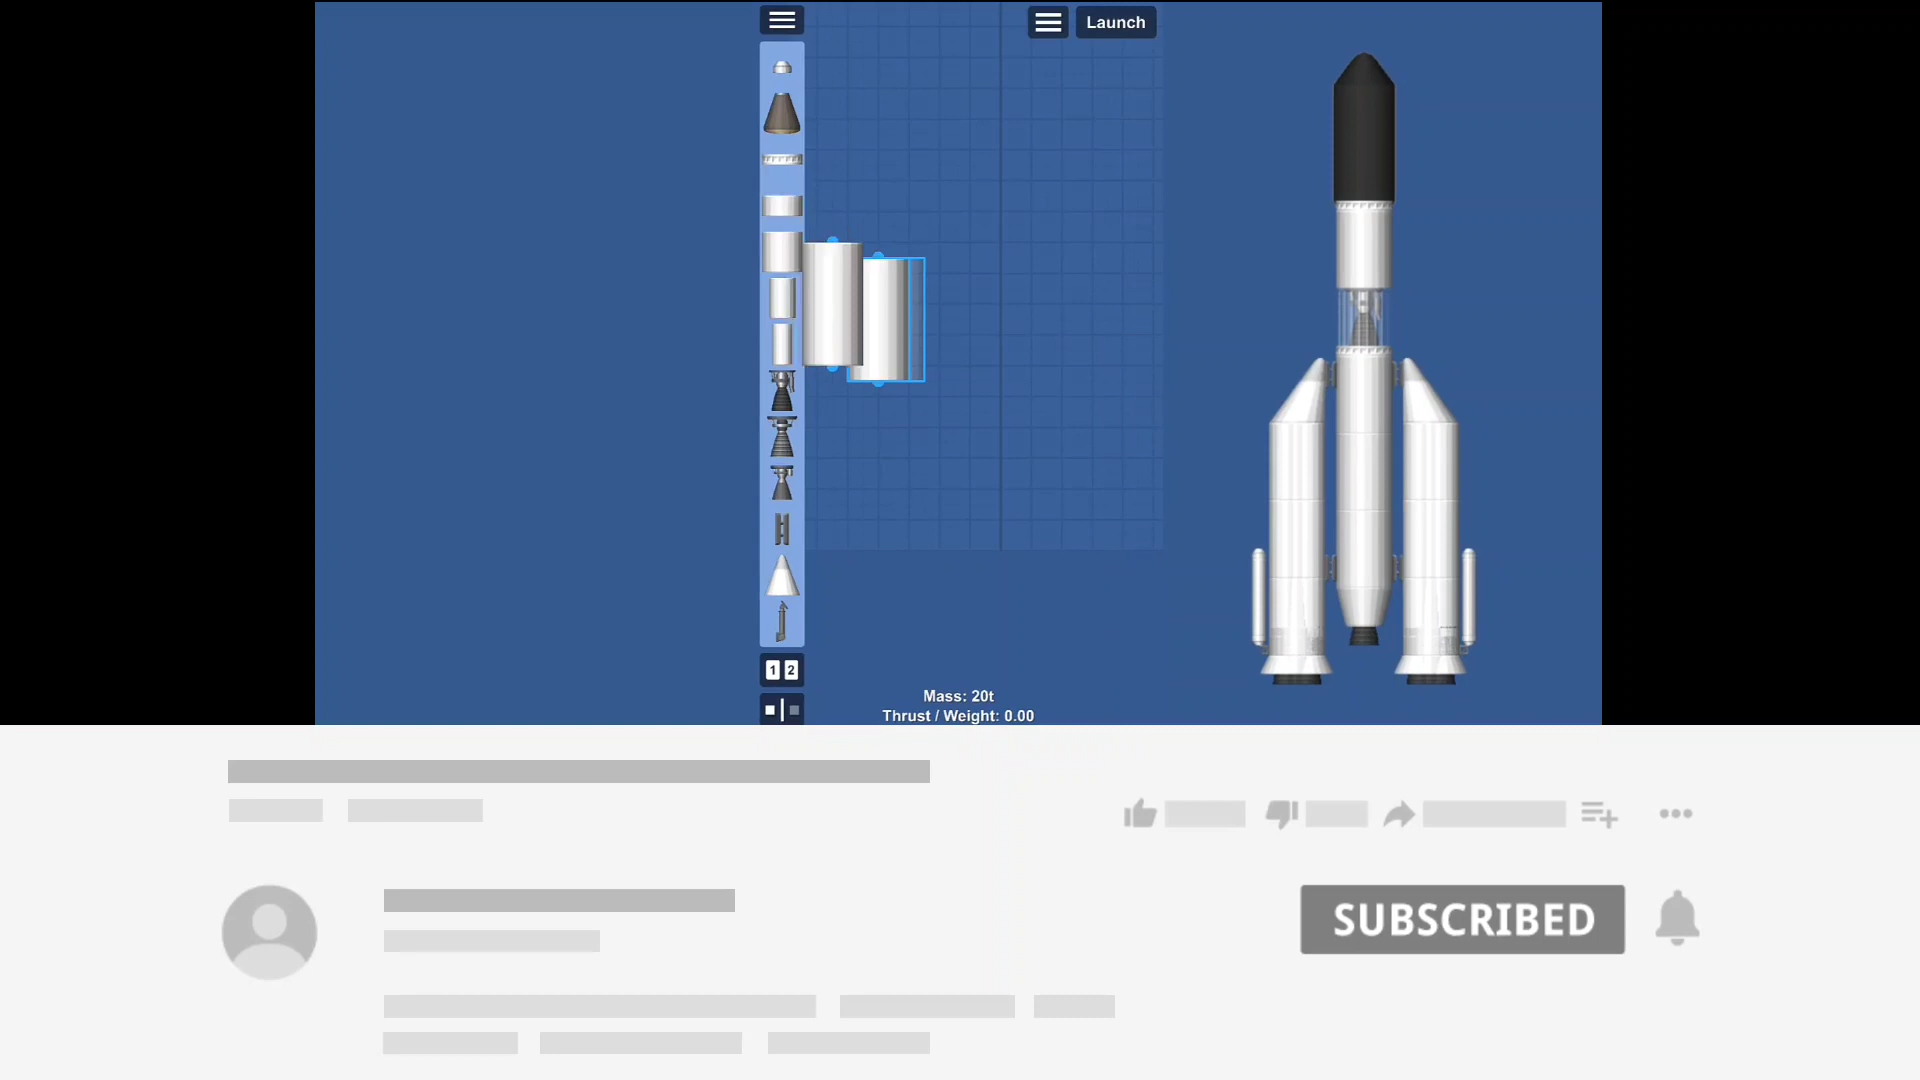 Launch
1 2
Mass: 20t
Thrust / Weight: 0.00
SUBSCRIBED